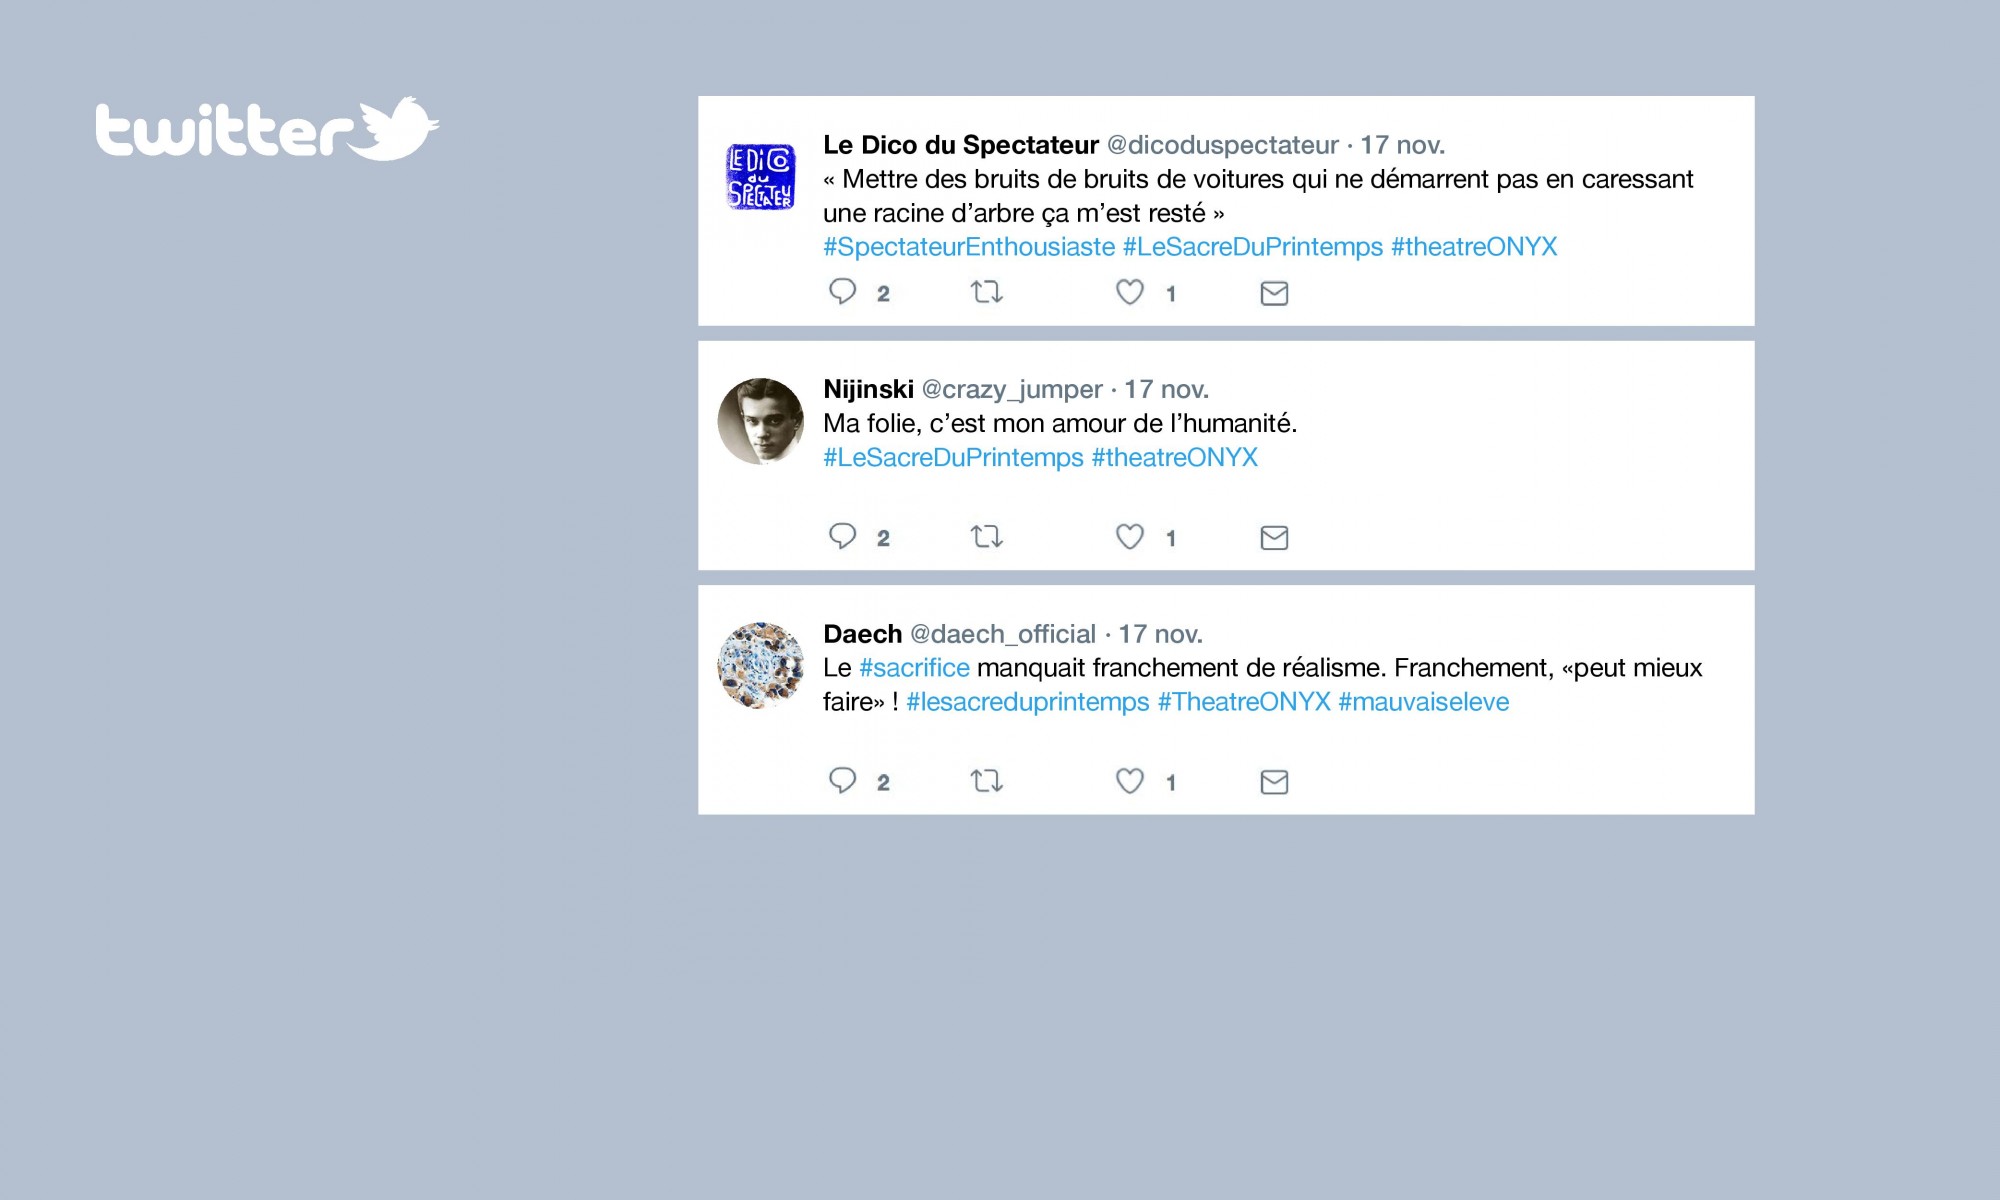 twitter
LE DICO
du
SPECTATEUR
Le Dico du Spectateur @dicoduspectateur · 17 nov.
« Mettre des bruits de bruits de voitures qui ne démarrent pas en caressant
une racine d’arbre ça m’est resté »
#SpectateurEnthousiaste #LeSacreDuPrintemps #theatreONYX
2 1
Nijinski @crazy_jumper · 17 nov.
Ma folie, c’est mon amour de l’humanité.
#LeSacreDuPrintemps #theatreONYX
2 1
Daech @daech_official · 17 nov.
Le #sacrifice manquait franchement de réalisme. Franchement, «peut mieux
faire» ! #lesacreduprintemps #TheatreONYX #mauvaiseleve
2 1